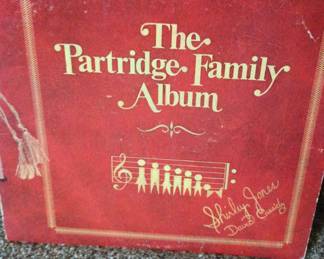 The
Partridge Family
Album
Shirley Jones
David Cassidy